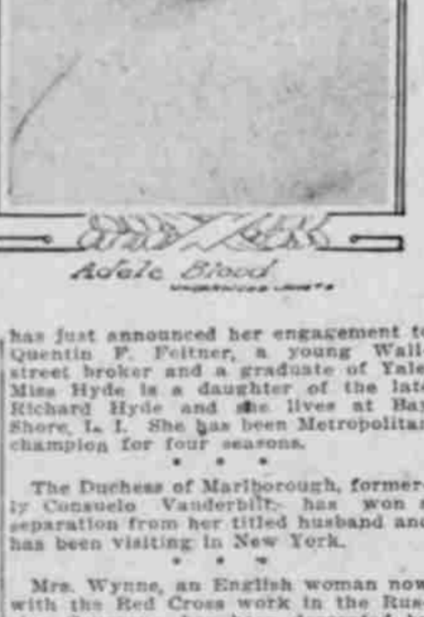 Adele Blood
has just announced her engagement to
Quentin F. Feitner, a young Wall-
street broker and a graduate of Yale
Miss Hyde is a daughter of the late
Richard Hyde and she lives at Bay
Shore, L. I. She has been Metropolitan
champion for four seasons.
* * *
The Duchess of Marlborough, former-
ly Consuelo Vanderbilt, has won a
separation from her titled husband and
has been visiting in New York.
* * *
Mrs. Wynne, an English woman now
with the Red Cross work in the Rus-